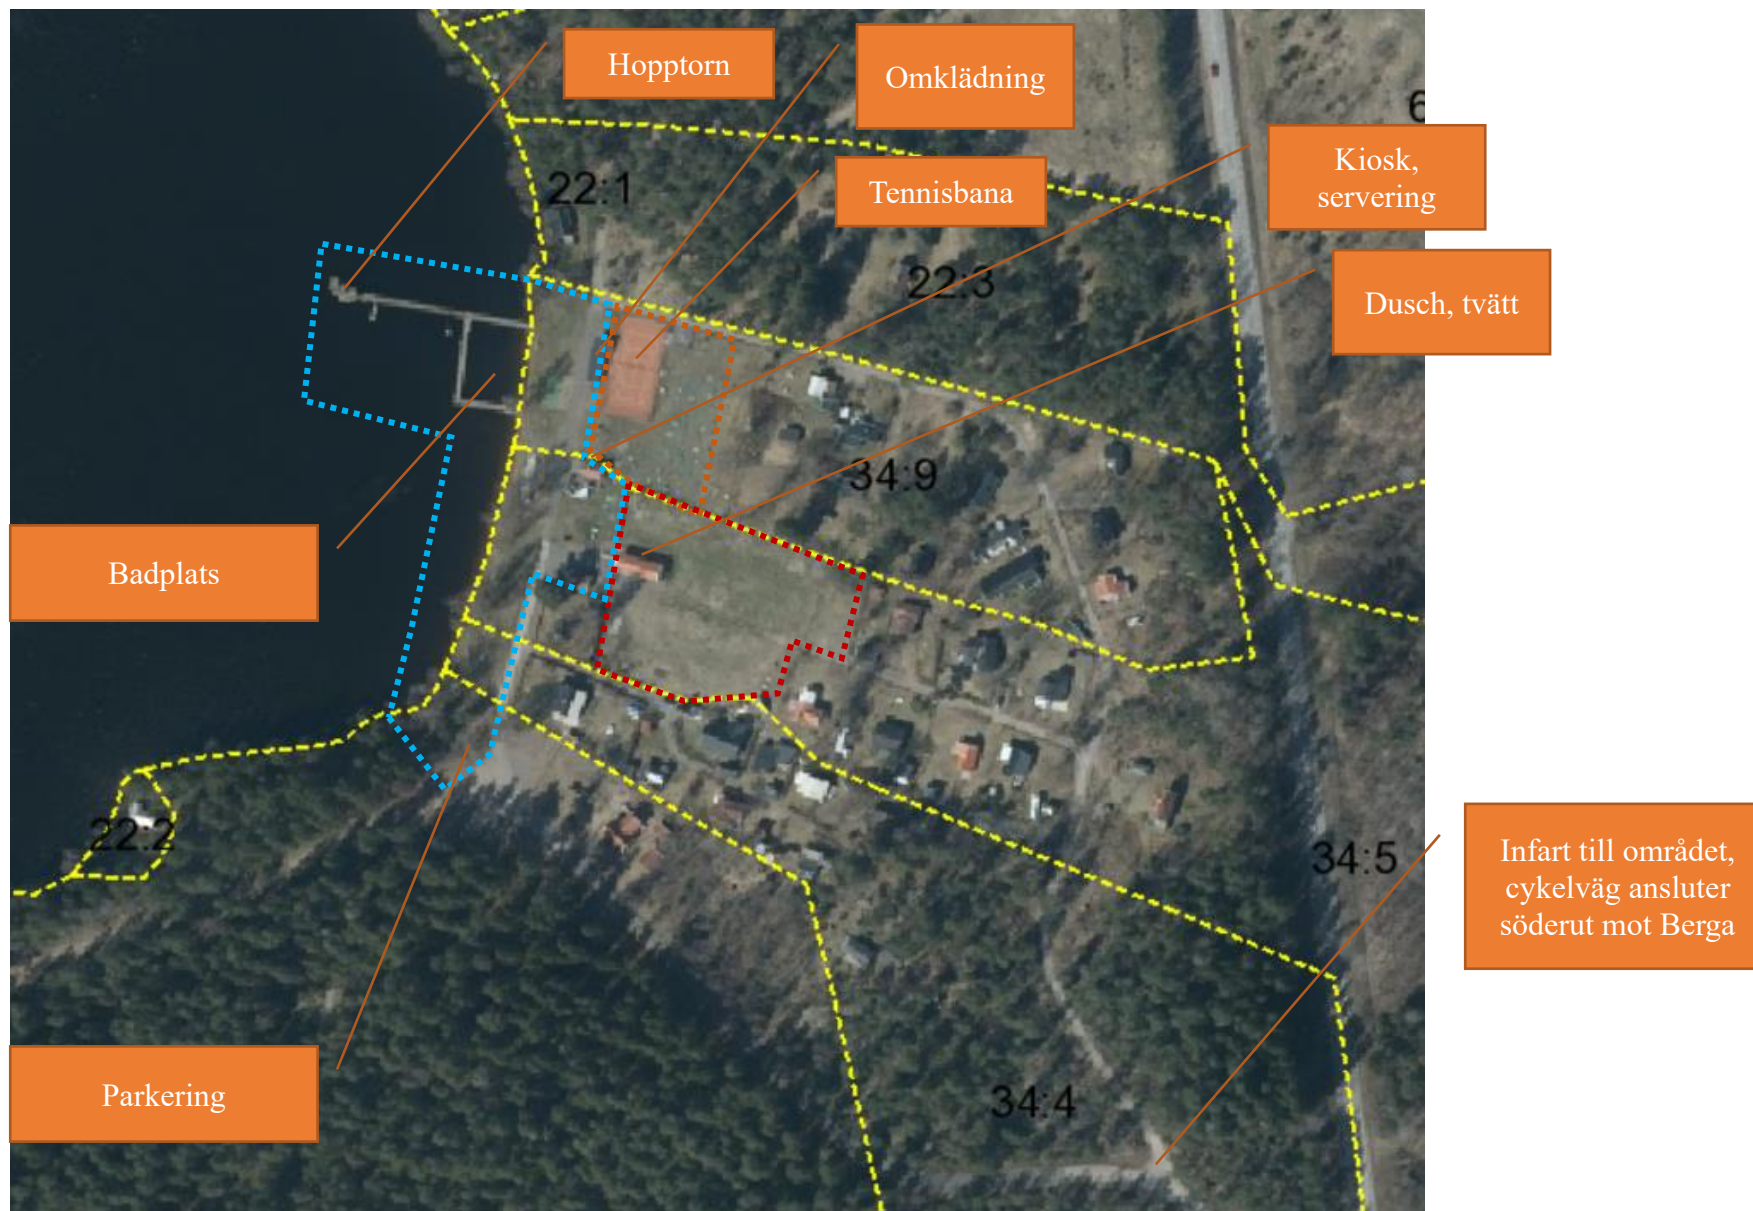 Hopptorn
Omklädning
6
Kiosk,
servering
Tennisbana
22:1
22:3
Dusch, tvätt
34:9
Badplats
22:2
34:5
Infart till området,
cykelväg ansluter
söderut mot Berga
Parkering
34:4